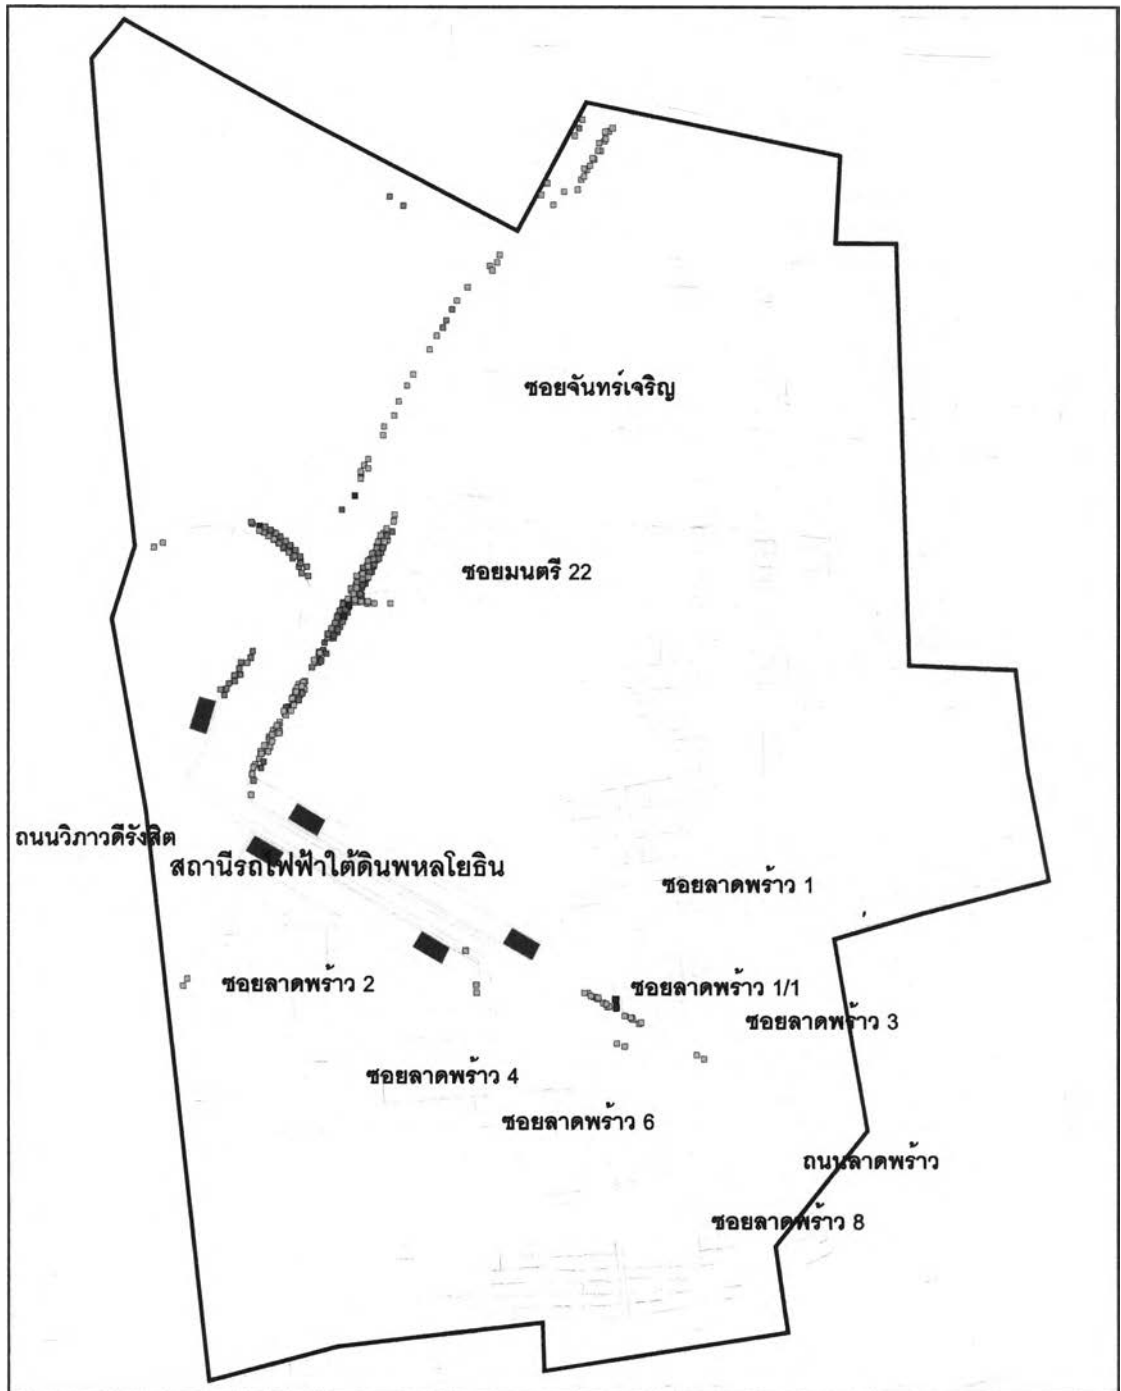 ซอยจันทร์เจริญ
ซอยมนตรี 22
ถนนวิภาวดีรังสิต
สถานีรถไฟฟ้าใต้ดินพหลโยธิน
ซอยลาดพร้าว 1
ซอยลาดพร้าว 2
ซอยลาดพร้าว 1/1
ซอยลาดพร้าว 3
ซอยลาดพร้าว 4
ซอยลาดพร้าว 6
ถนนลาดพร้าว
ซอยลาดพร้าว 8